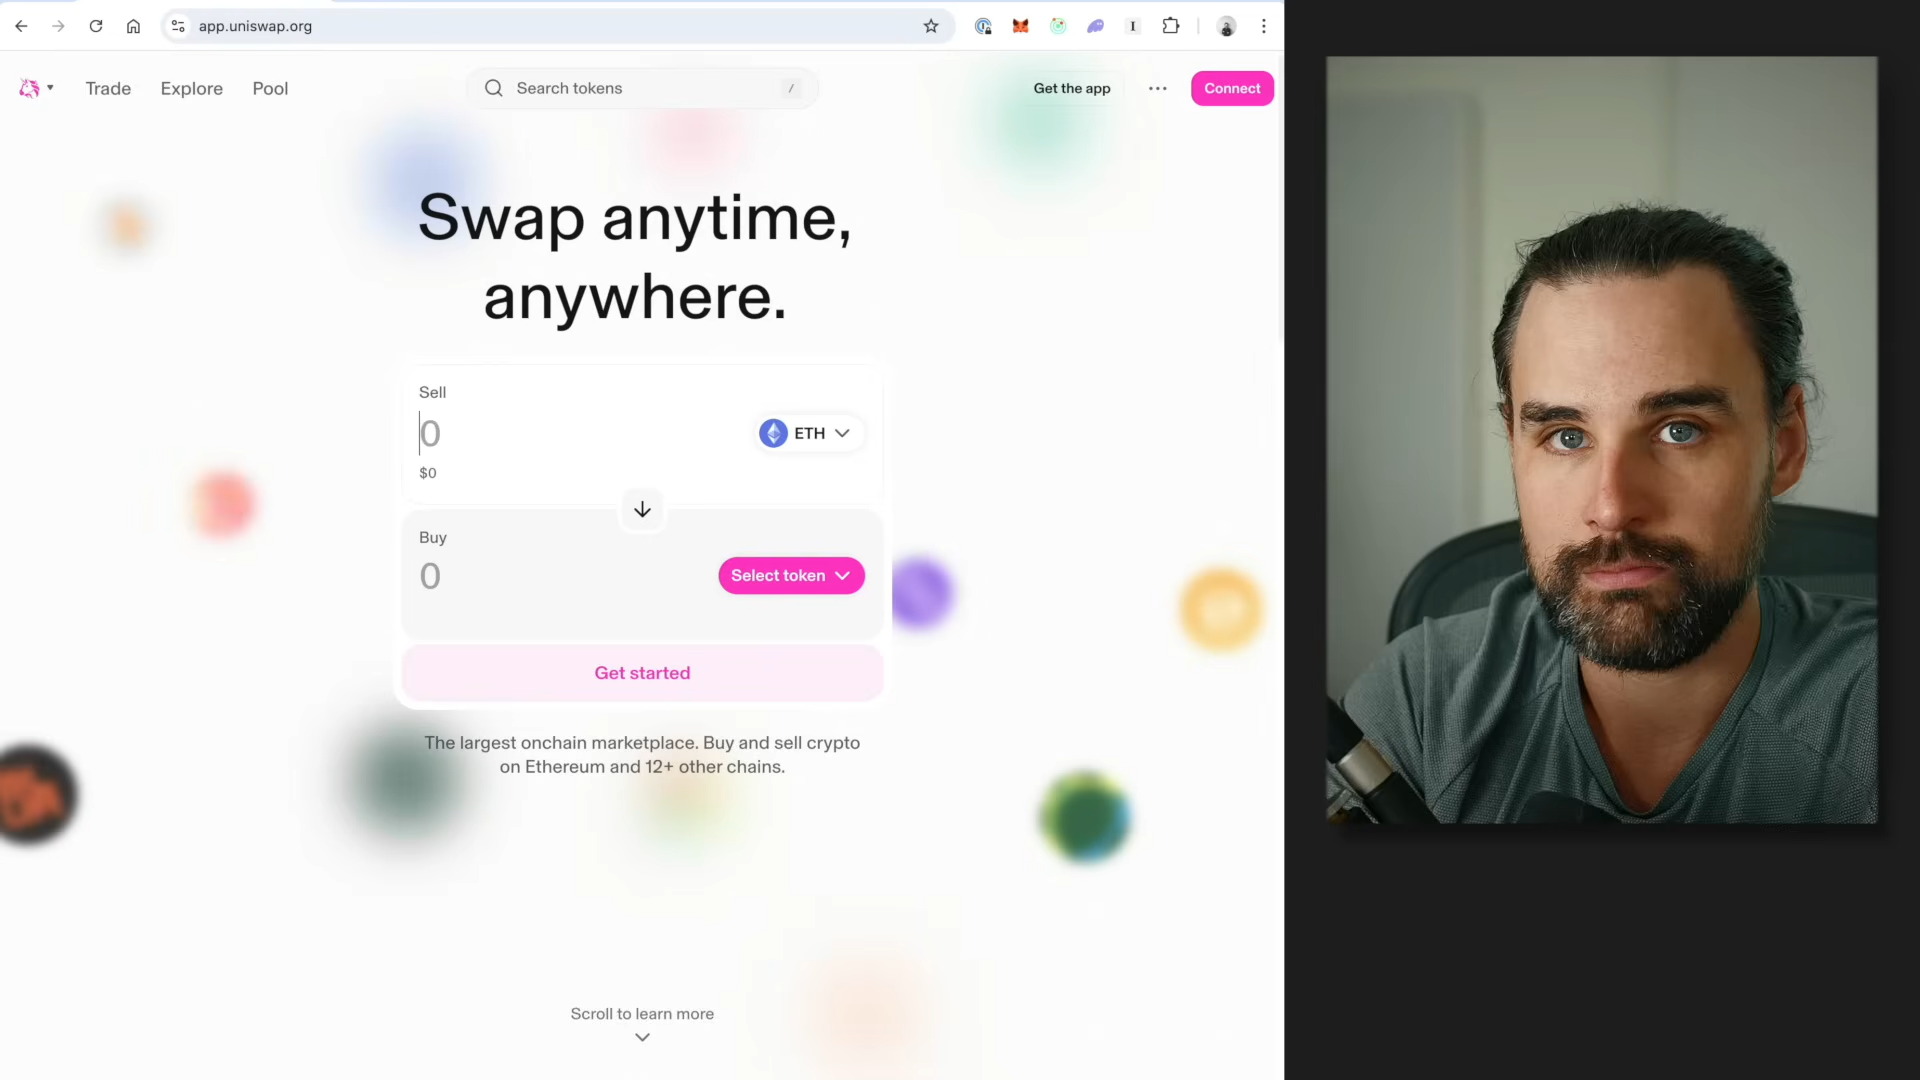 app.uniswap.org
Trade Explore Pool Search tokens / Get the app Connect
Swap anytime,
anywhere.
Sell
0 ETH
$0
Buy
0 Select token
Get started
The largest onchain marketplace. Buy and sell crypto
on Ethereum and 12+ other chains.
Scroll to learn more